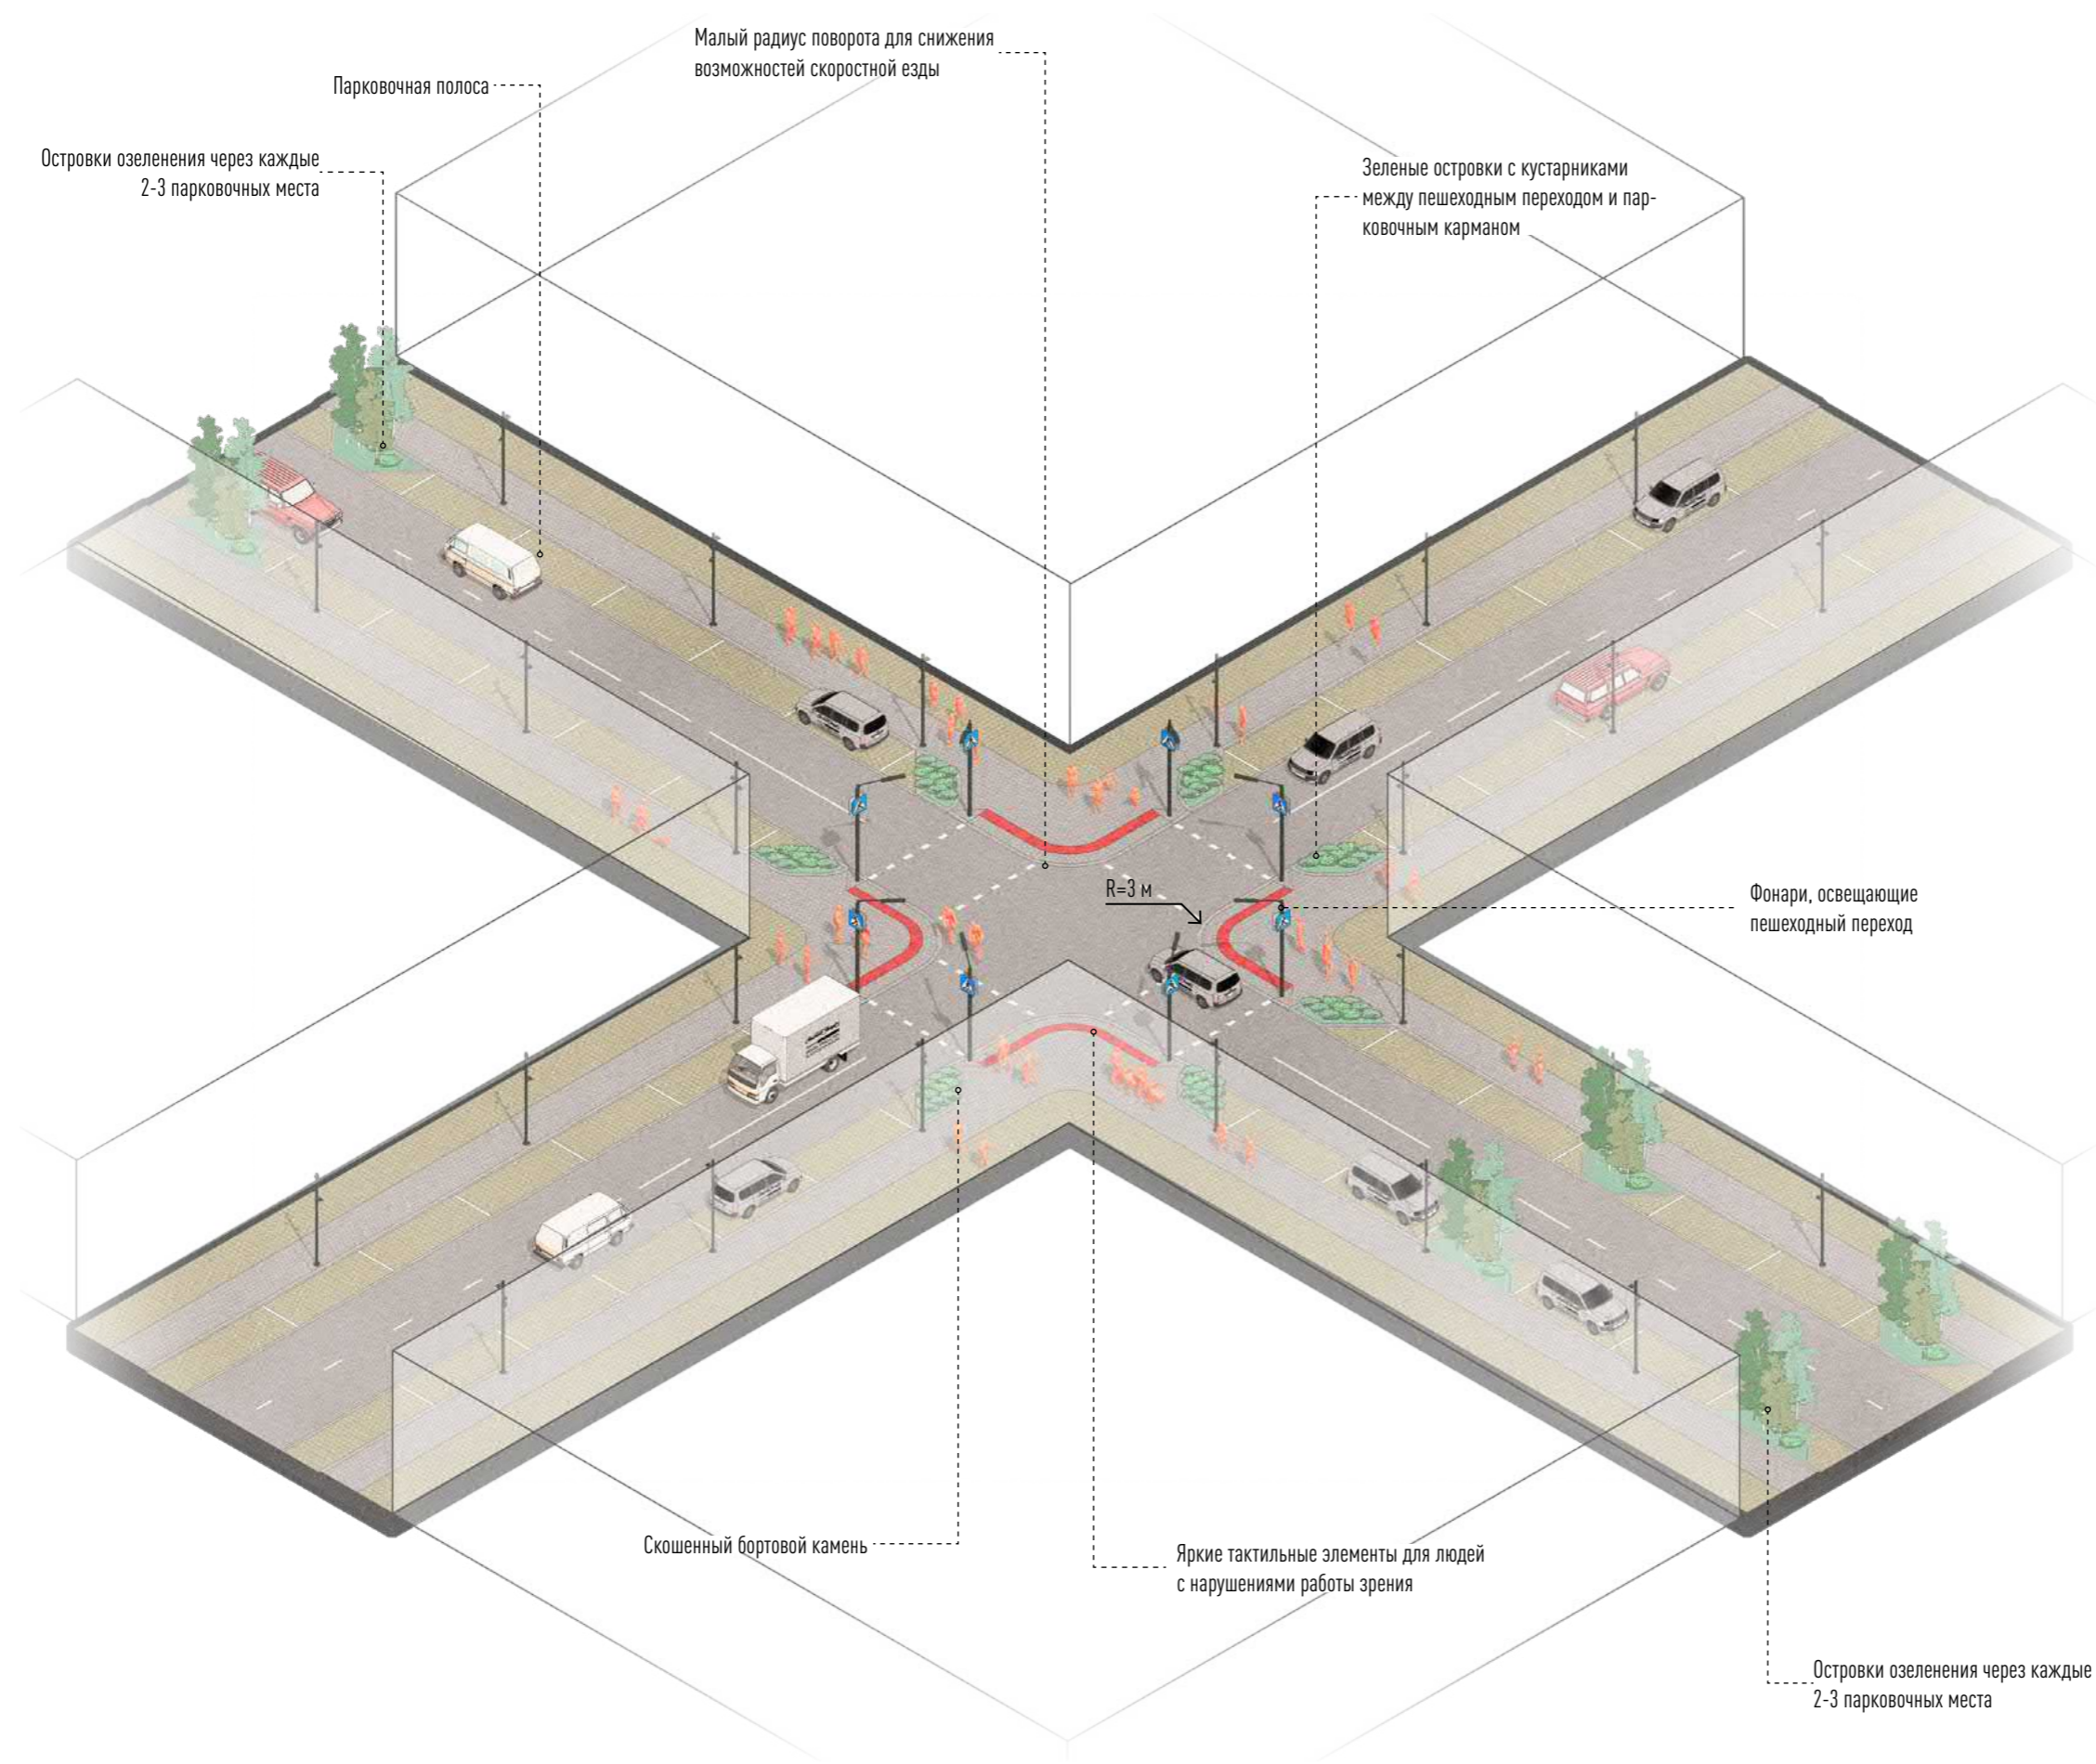 Малый радиус поворота для снижения
возможностей скоростной езды
Парковочная полоса
Островки озеленения через каждые
2-3 парковочных места
Зеленые островки с кустарниками
между пешеходным переходом и пар-
ковочным карманом
R=3 м
Фонари, освещающие
пешеходный переход
Скошенный бортовой камень
Яркие тактильные элементы для людей
с нарушениями работы зрения
Островки озеленения через каждые
2-3 парковочных места